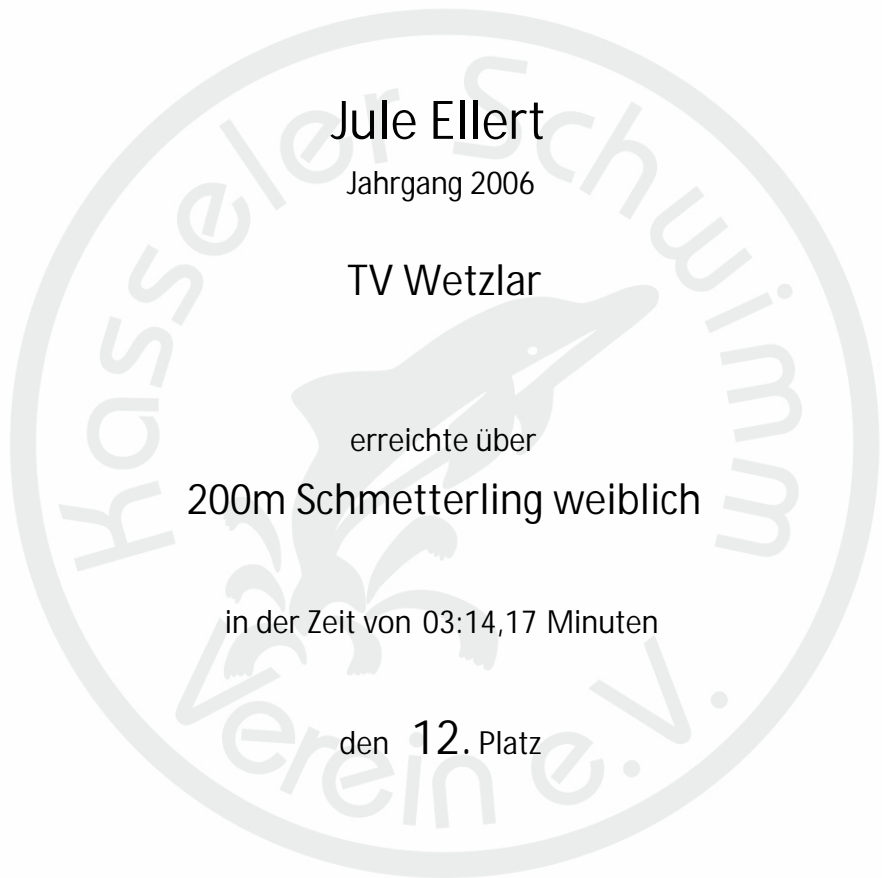 Kasseler Schwimm
Verein e.V.
Jule Ellert
Jahrgang 2006
TV Wetzlar
erreichte über
200m Schmetterling weiblich
in der Zeit von 03:14,17 Minuten
den 12. Platz